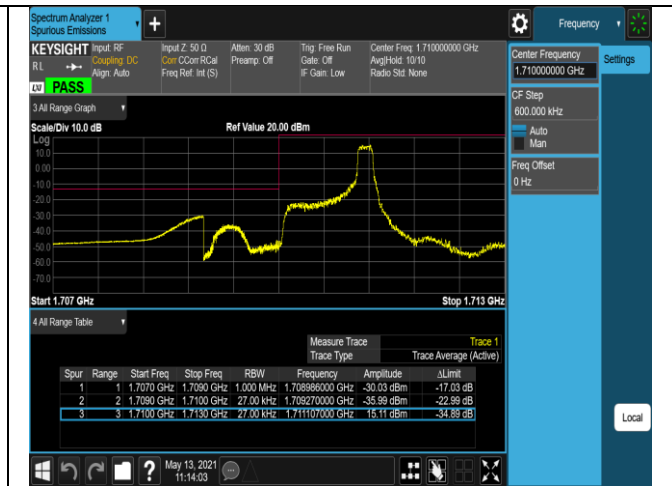 Spectrum Analyzer 1
Spurious Emissions
Frequency
KEYSIGHT Input: RF Input Z: 50 Ω Atten: 30 dB Trig: Free Run Center Freq: 1.710000000 GHz
RL Coupling: DC Corr CCorr RCal Preamp: Off Gate: Off Avg|Hold: 10/10
Align: Auto Freq Ref: Int (S) IF Gain: Low Radio Std: None
LXI PASS
Center Frequency
1.710000000 GHz
Settings
CF Step
600.000 kHz
Auto
Man
Freq Offset
0 Hz
3 All Range Graph
Scale/Div 10.0 dB Ref Value 20.00 dBm
Log
10.0
0.00
-10.0
-20.0
-30.0
-40.0
-50.0
-60.0
-70.0
Start 1.707 GHz Stop 1.713 GHz
4 All Range Table
Measure Trace Trace 1
Trace Type Trace Average (Active)
Spur Range Start Freq Stop Freq RBW Frequency Amplitude ΔLimit
1 1 1.7070 GHz 1.7090 GHz 1.000 MHz 1.708986000 GHz -30.03 dBm -17.03 dB
2 2 1.7090 GHz 1.7100 GHz 27.00 kHz 1.709270000 GHz -35.99 dBm -22.99 dB
3 3 1.7100 GHz 1.7130 GHz 27.00 kHz 1.711107000 GHz 15.11 dBm -34.89 dB
Local
? May 13, 2021
11:14:03